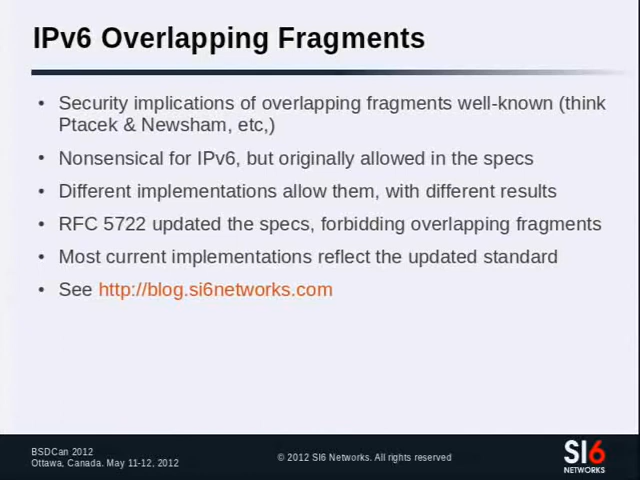 IPv6 Overlapping Fragments
• Security implications of overlapping fragments well-known (think
Ptacek & Newsham, etc,)
• Nonsensical for IPv6, but originally allowed in the specs
• Different implementations allow them, with different results
• RFC 5722 updated the specs, forbidding overlapping fragments
• Most current implementations reflect the updated standard
• See http://blog.si6networks.com
BSDCan 2012
Ottawa, Canada. May 11-12, 2012
© 2012 SI6 Networks. All rights reserved
SI6
NETWORKS